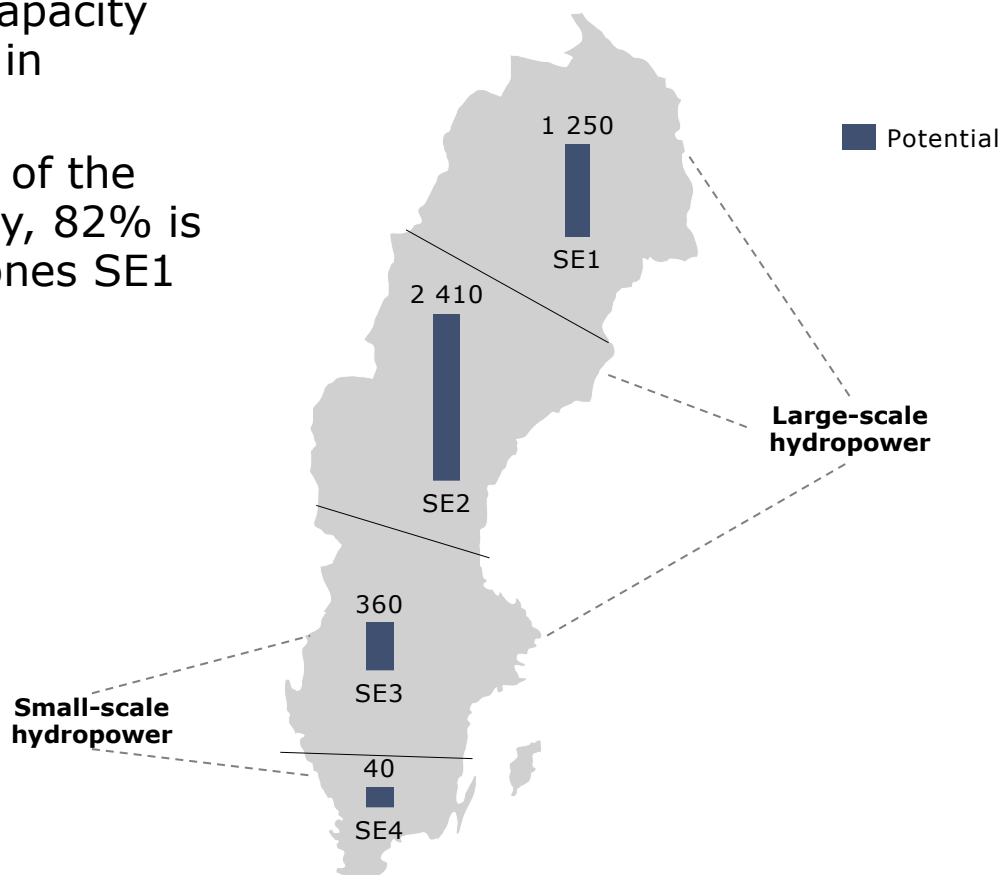 apacity
in
of the
y, 82% is
ones SE1
Potential
1 250
SE1
2 410
SE2
Large-scale
hydropower
360
SE3
Small-scale
hydropower
40
SE4